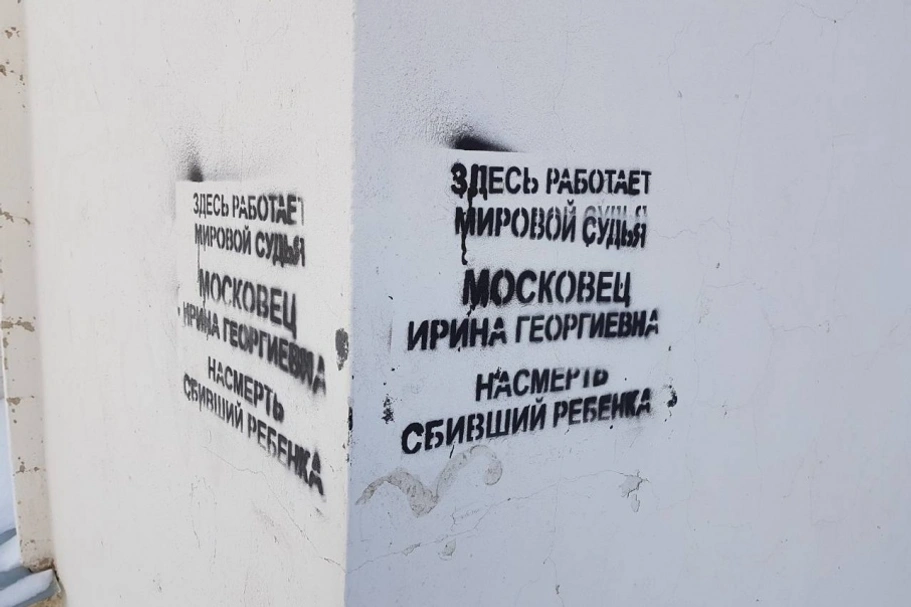 ЗДЕСЬ РАБОТАЕТ
МИРОВОЙ СУДЬЯ
МОСКОВЕЦ
ИРИНА ГЕОРГИЕВНА
НАСМЕРТЬ
СБИВШИЙ РЕБЕНКА
ЗДЕСЬ РАБОТАЕТ
МИРОВОЙ СУДЬЯ
МОСКОВЕЦ
ИРИНА ГЕОРГИЕВНА
НАСМЕРТЬ
СБИВШИЙ РЕБЕНКА